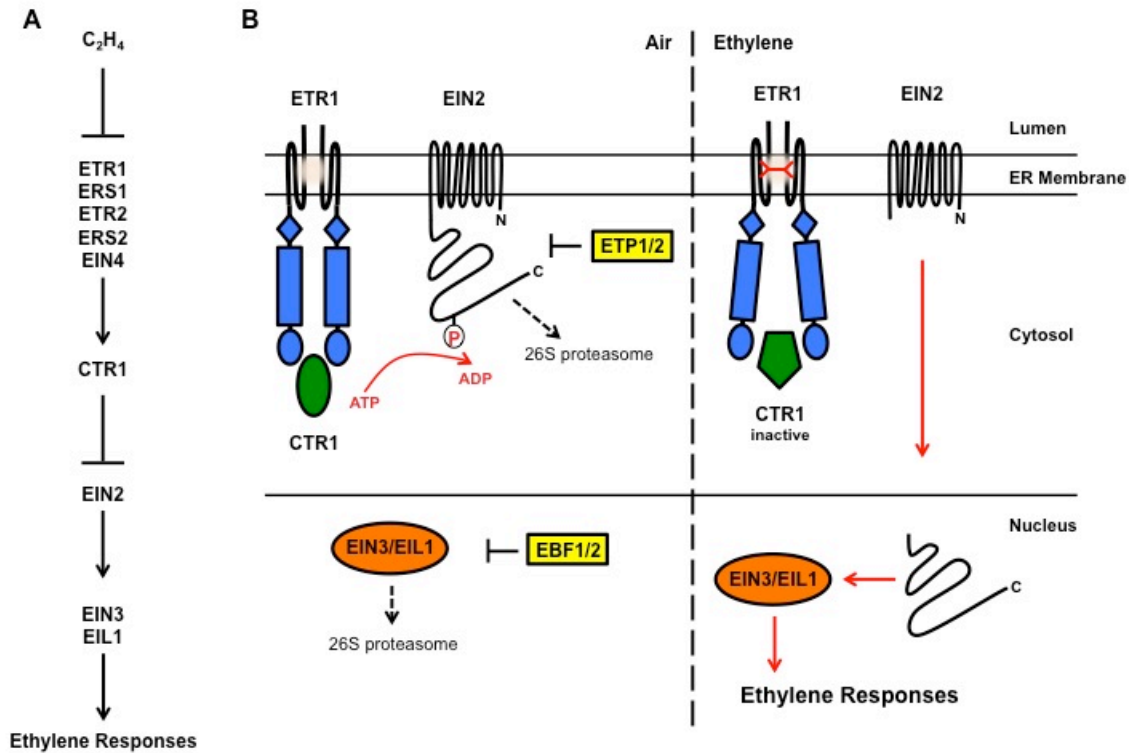 A
C₂H₄
ETR1
ERS1
ETR2
ERS2
EIN4
CTR1
EIN2
EIN3
EIL1
Ethylene Responses
B
Air
Ethylene
ETR1
EIN2
ETR1
EIN2
Lumen
ER Membrane
N
N
ETP1/2
C
P
26S proteasome
Cytosol
ATP
ADP
CTR1
CTR1
inactive
Nucleus
EIN3/EIL1
EBF1/2
EIN3/EIL1
C
26S proteasome
Ethylene Responses